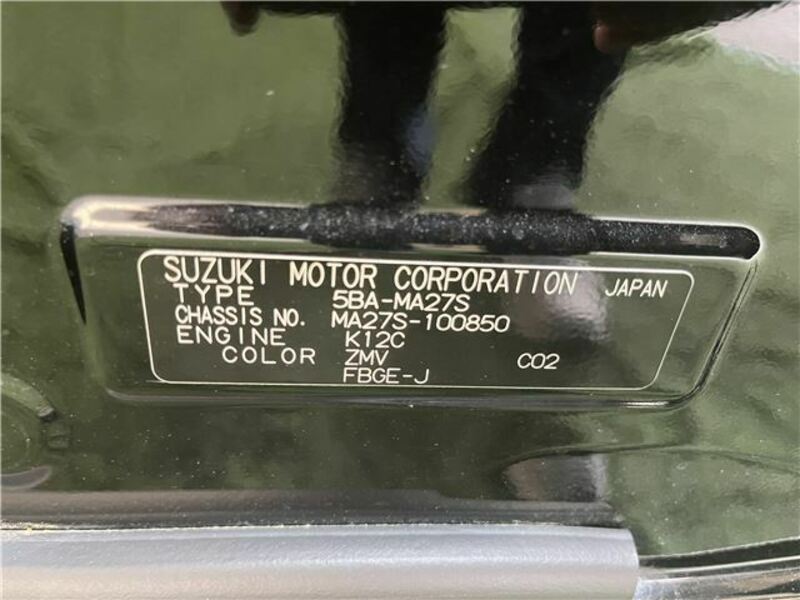 SUZUKI MOTOR CORPORATION JAPAN
TYPE 5BA-MA27S
CHASSIS NO. MA27S-100850
ENGINE K12C
COLOR ZMV C02
FBGE-J